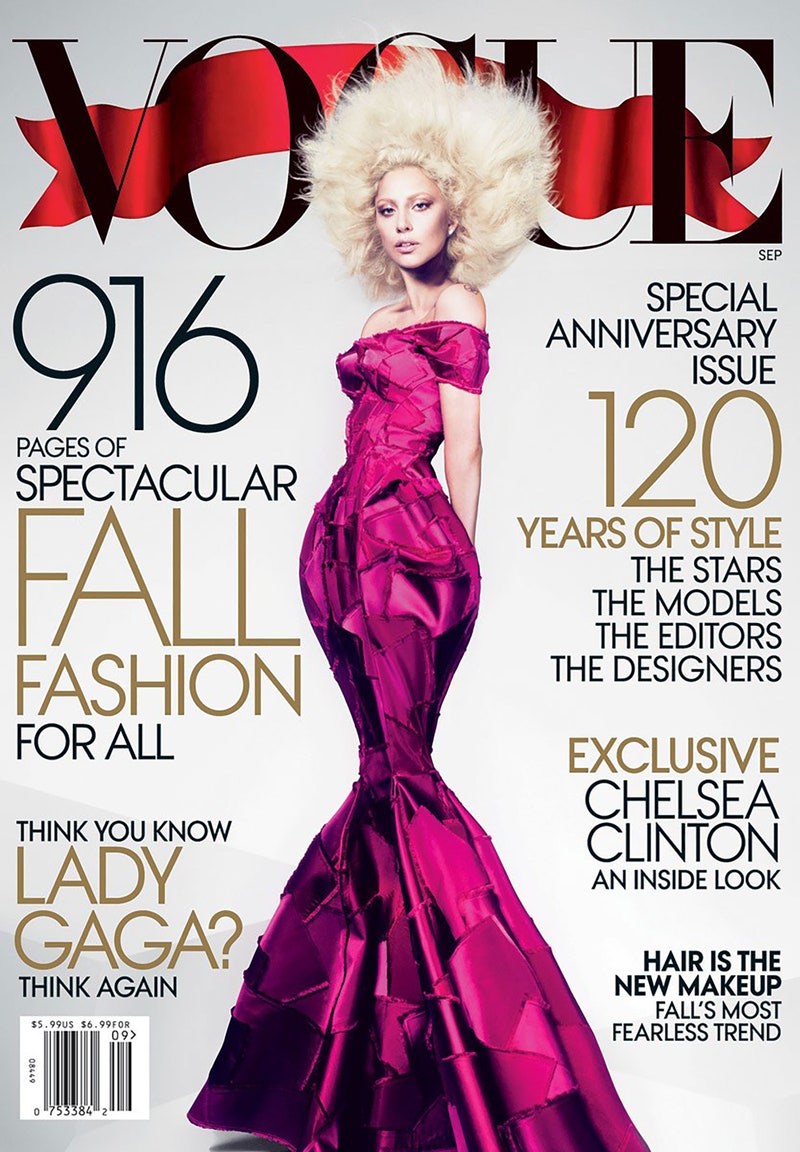 VOGUE
SEP
916
PAGES OF
SPECTACULAR
FALL
FASHION
FOR ALL
THINK YOU KNOW
LADY
GAGA?
THINK AGAIN
$5.99US $6.99FOR
09>
08449
0 753384 2
SPECIAL
ANNIVERSARY
ISSUE
120
YEARS OF STYLE
THE STARS
THE MODELS
THE EDITORS
THE DESIGNERS
EXCLUSIVE
CHELSEA
CLINTON
AN INSIDE LOOK
HAIR IS THE
NEW MAKEUP
FALL'S MOST
FEARLESS TREND